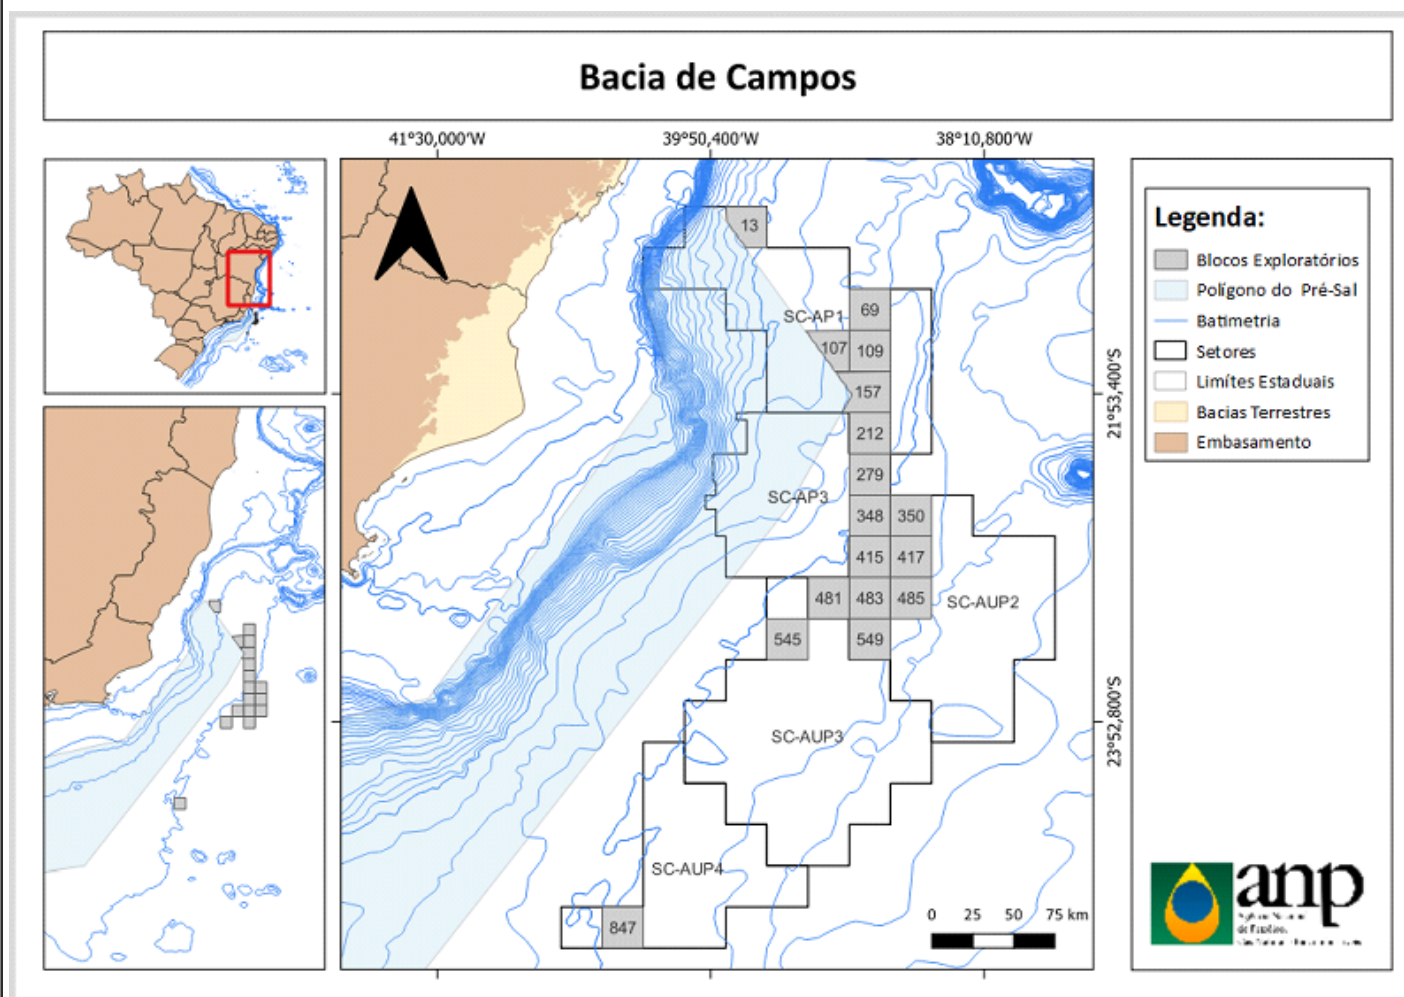 Bacia de Campos
41°30,000'W
39°50,400'W
38°10,800'W
13
SC-AP1
69
107
109
157
212
279
SC-AP3
348
350
415
417
481
483
485
SC-AUP2
545
549
SC-AUP3
SC-AUP4
847
0 25 50 75 km
21°53,400'S
23°52,800'S
Legenda:
Blocos Exploratórios
Polígono do Pré-Sal
Batimetria
Setores
Limítes Estaduais
Bacias Terrestres
Embasamento
anp